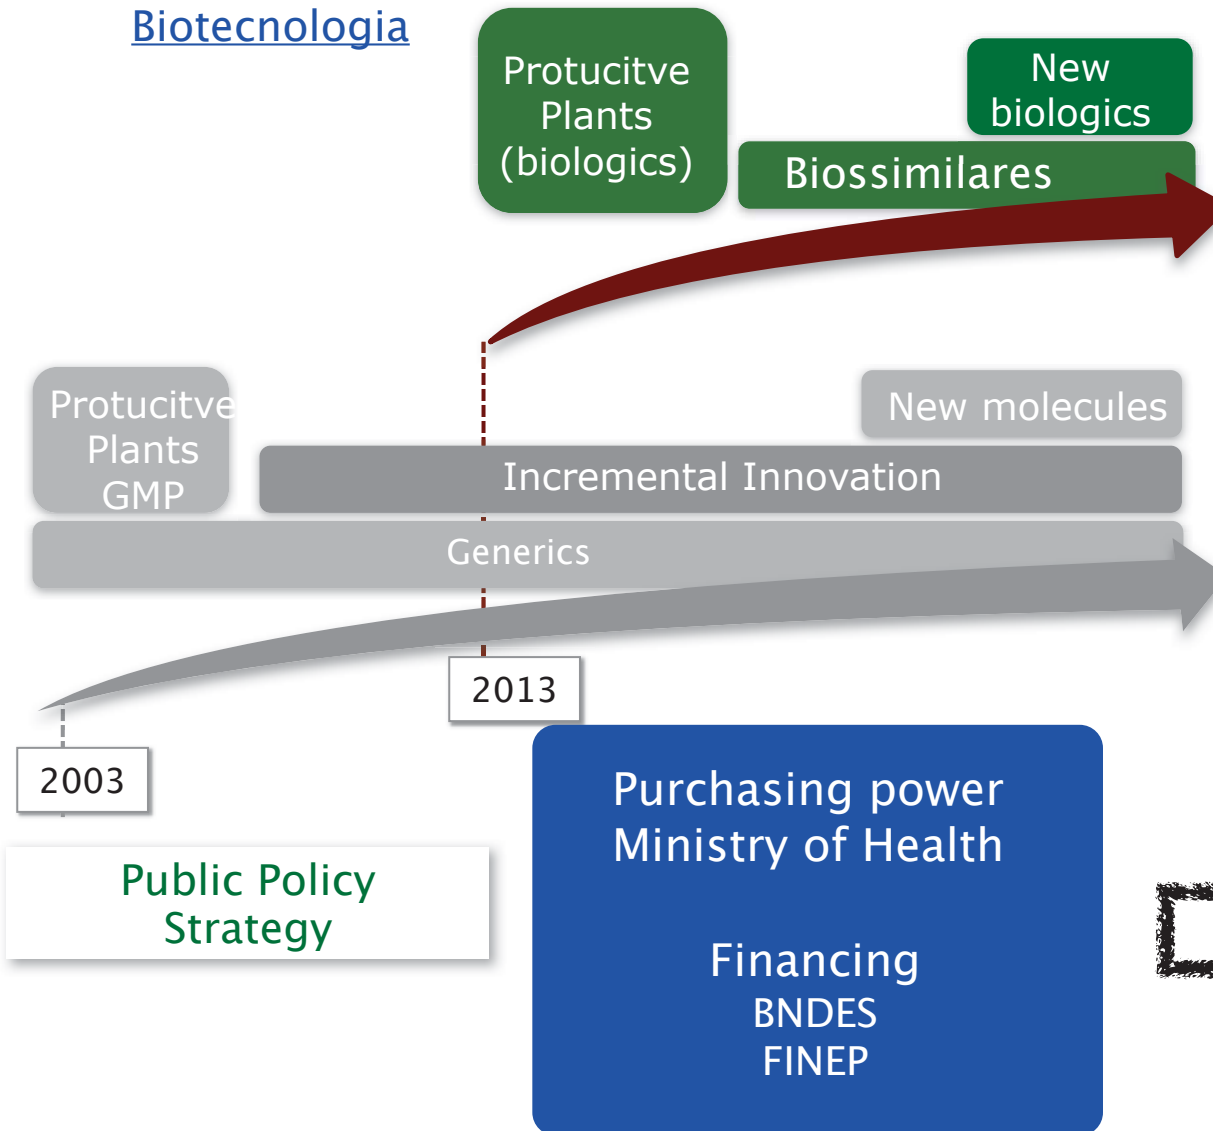 Biotecnologia
Protucitve
Plants
(biologics)
New
biologics
Biossimilares
Protucitve
Plants
GMP
New molecules
Incremental Innovation
Generics
2013
2003
Public Policy
Strategy
Purchasing power
Ministry of Health
Financing
BNDES
FINEP